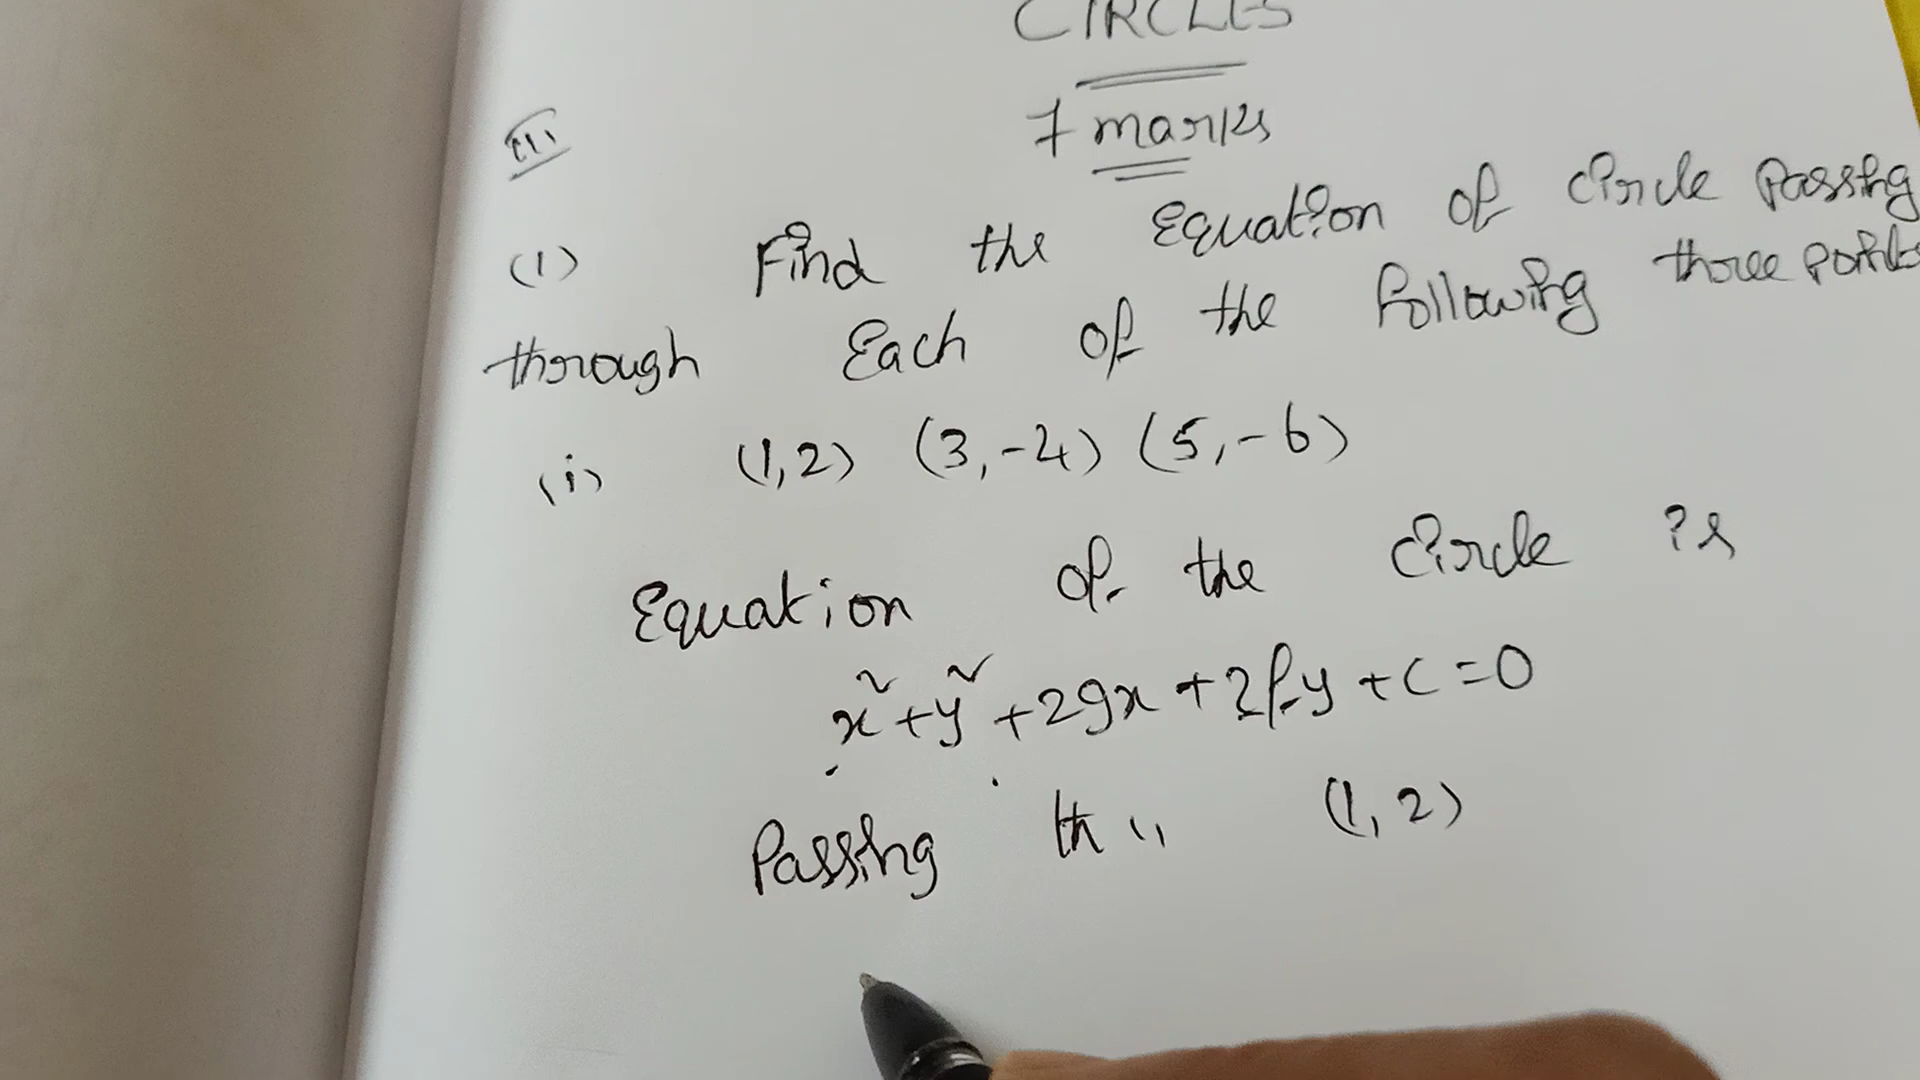 CIRCLES
7 marks
III
(1) Find the Equation of circle Passing
through Each of the following three points
(i) (1,2) (3,-4) (5,-6)
Equation of the circle is
x²+y²+2gx+2fy+c=0
Passing th (1,2)